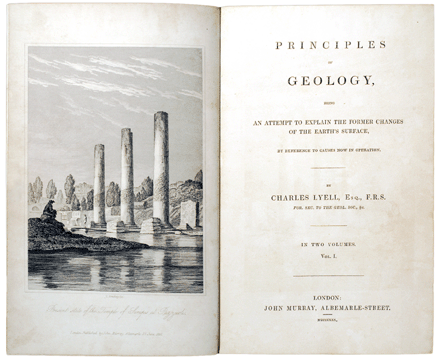 Present state of the Temple of Serapis at Puzzuoli.
PRINCIPLES
OF
GEOLOGY,
BEING
AN ATTEMPT TO EXPLAIN THE FORMER CHANGES
OF THE EARTH'S SURFACE,
BY REFERENCE TO CAUSES NOW IN OPERATION.
BY
CHARLES LYELL, Esq., F.R.S.
FOR. SEC. TO THE GEOL. SOC., &c.
IN TWO VOLUMES.
Vol. I.
LONDON:
JOHN MURRAY, ALBEMARLE-STREET.
MDCCCXXX.